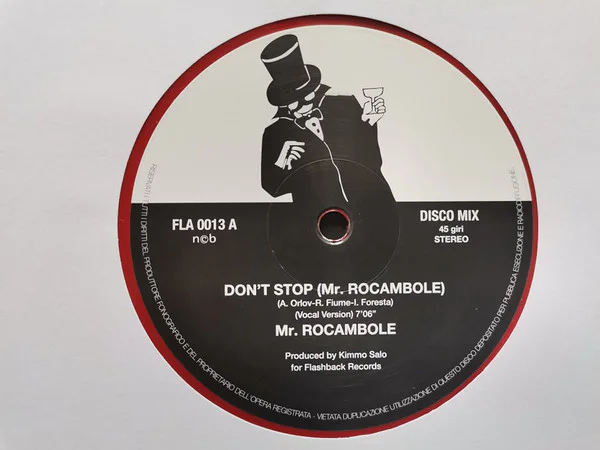 FLA 0013 A
n©b
DISCO MIX
45 giri
STEREO
DON'T STOP (Mr. ROCAMBOLE)
(A. Orlov-R. Fiume-I. Foresta)
(Vocal Version) 7'06"
Mr. ROCAMBOLE
Produced by Kimmo Salo
for Flashback Records
RISERVATI TUTTI I DIRITTI DEL PRODUTTORE FONOGRAFICO E DEL PROPRIETARIO DELL'OPERA REGISTRATA - VIETATA DUPLICAZIONE UTILIZZAZIONE DI QUESTO DISCO DEPOSITATO PER PUBBLICA ESECUZIONE E RADIODIFUSIONE.